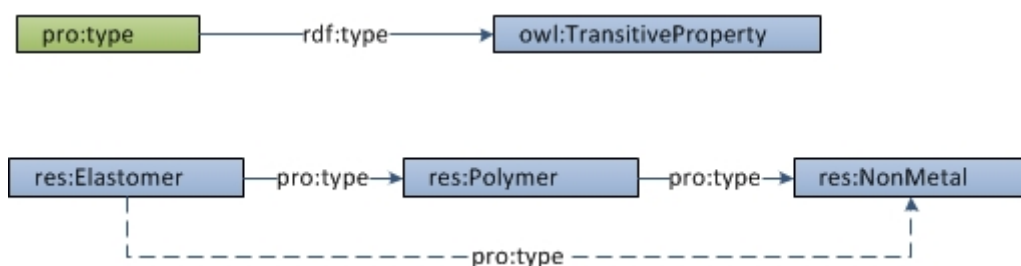 pro:type rdf:type owl:TransitiveProperty
res:Elastomer pro:type res:Polymer pro:type res:NonMetal
pro:type